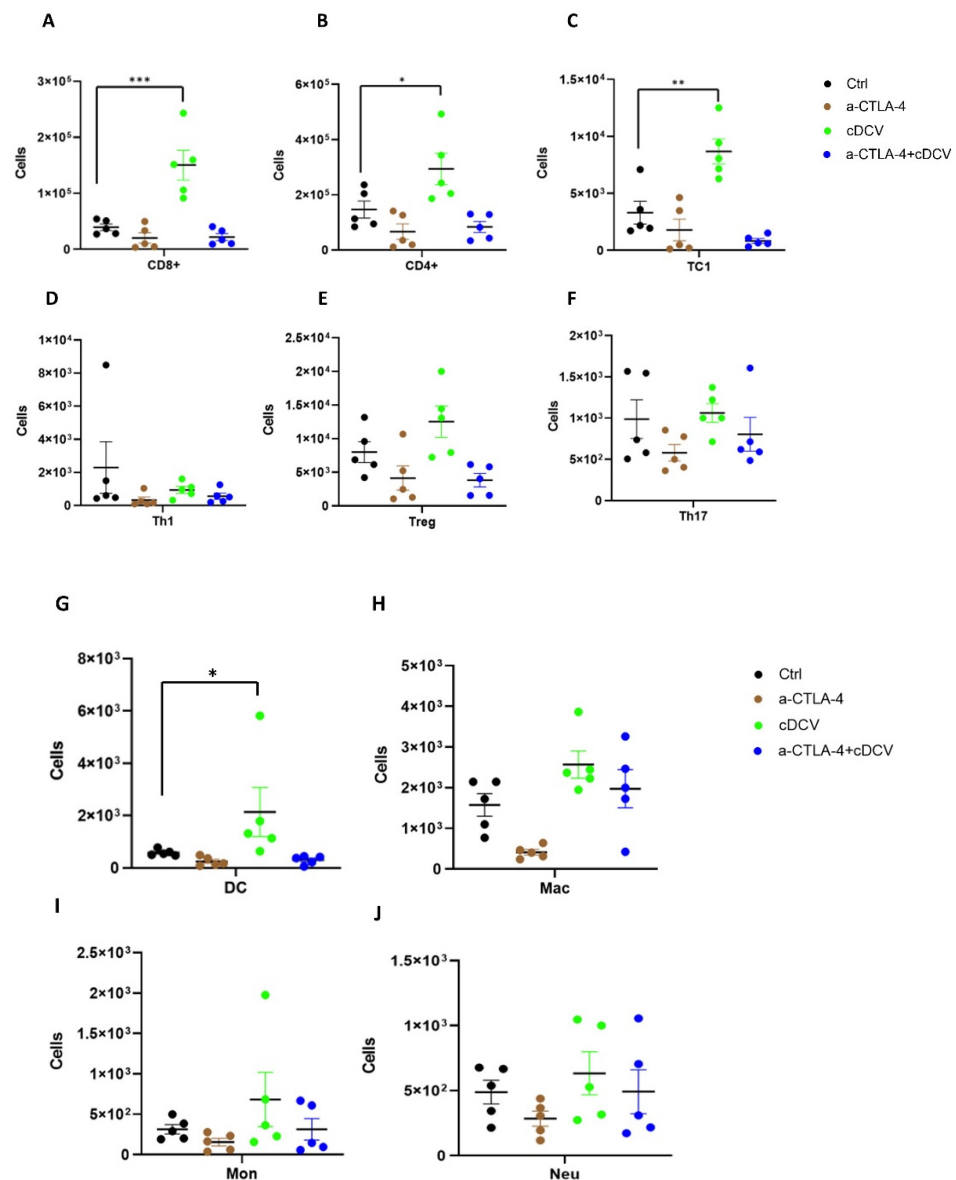 A
B
C
3×10⁵
2×10⁵
1×10⁵
0
Cells
***
CD8+
6×10⁵
4×10⁵
2×10⁵
0
Cells
*
CD4+
1.5×10⁴
1×10⁴
5×10³
0
Cells
**
TC1
Ctrl
a-CTLA-4
cDCV
a-CTLA-4+cDCV
D
E
F
1×10⁴
8×10³
6×10³
4×10³
2×10³
0
Cells
Th1
2.5×10⁴
2×10⁴
1.5×10⁴
1×10⁴
5×10³
0
Cells
Treg
2×10³
1.5×10³
1×10³
5×10²
0
Cells
Th17
G
H
8×10³
6×10³
4×10³
2×10³
0
Cells
*
DC
5×10³
4×10³
3×10³
2×10³
1×10³
0
Cells
Mac
Ctrl
a-CTLA-4
cDCV
a-CTLA-4+cDCV
I
J
2.5×10³
2×10³
1.5×10³
1×10³
5×10²
0
Cells
Mon
1.5×10³
1×10³
5×10²
0
Cells
Neu